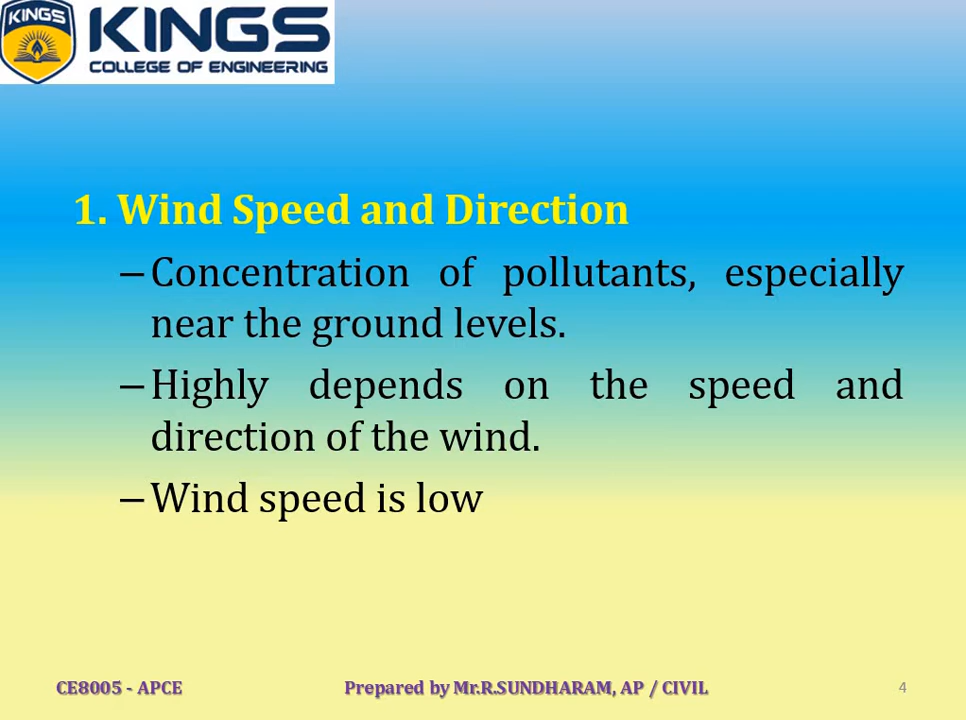 KINGS
KINGS
COLLEGE OF ENGINEERING
1. Wind Speed and Direction
–Concentration of pollutants, especially
near the ground levels.
–Highly depends on the speed and
direction of the wind.
–Wind speed is low
CE8005 - APCE
Prepared by Mr.R.SUNDHARAM, AP / CIVIL
4